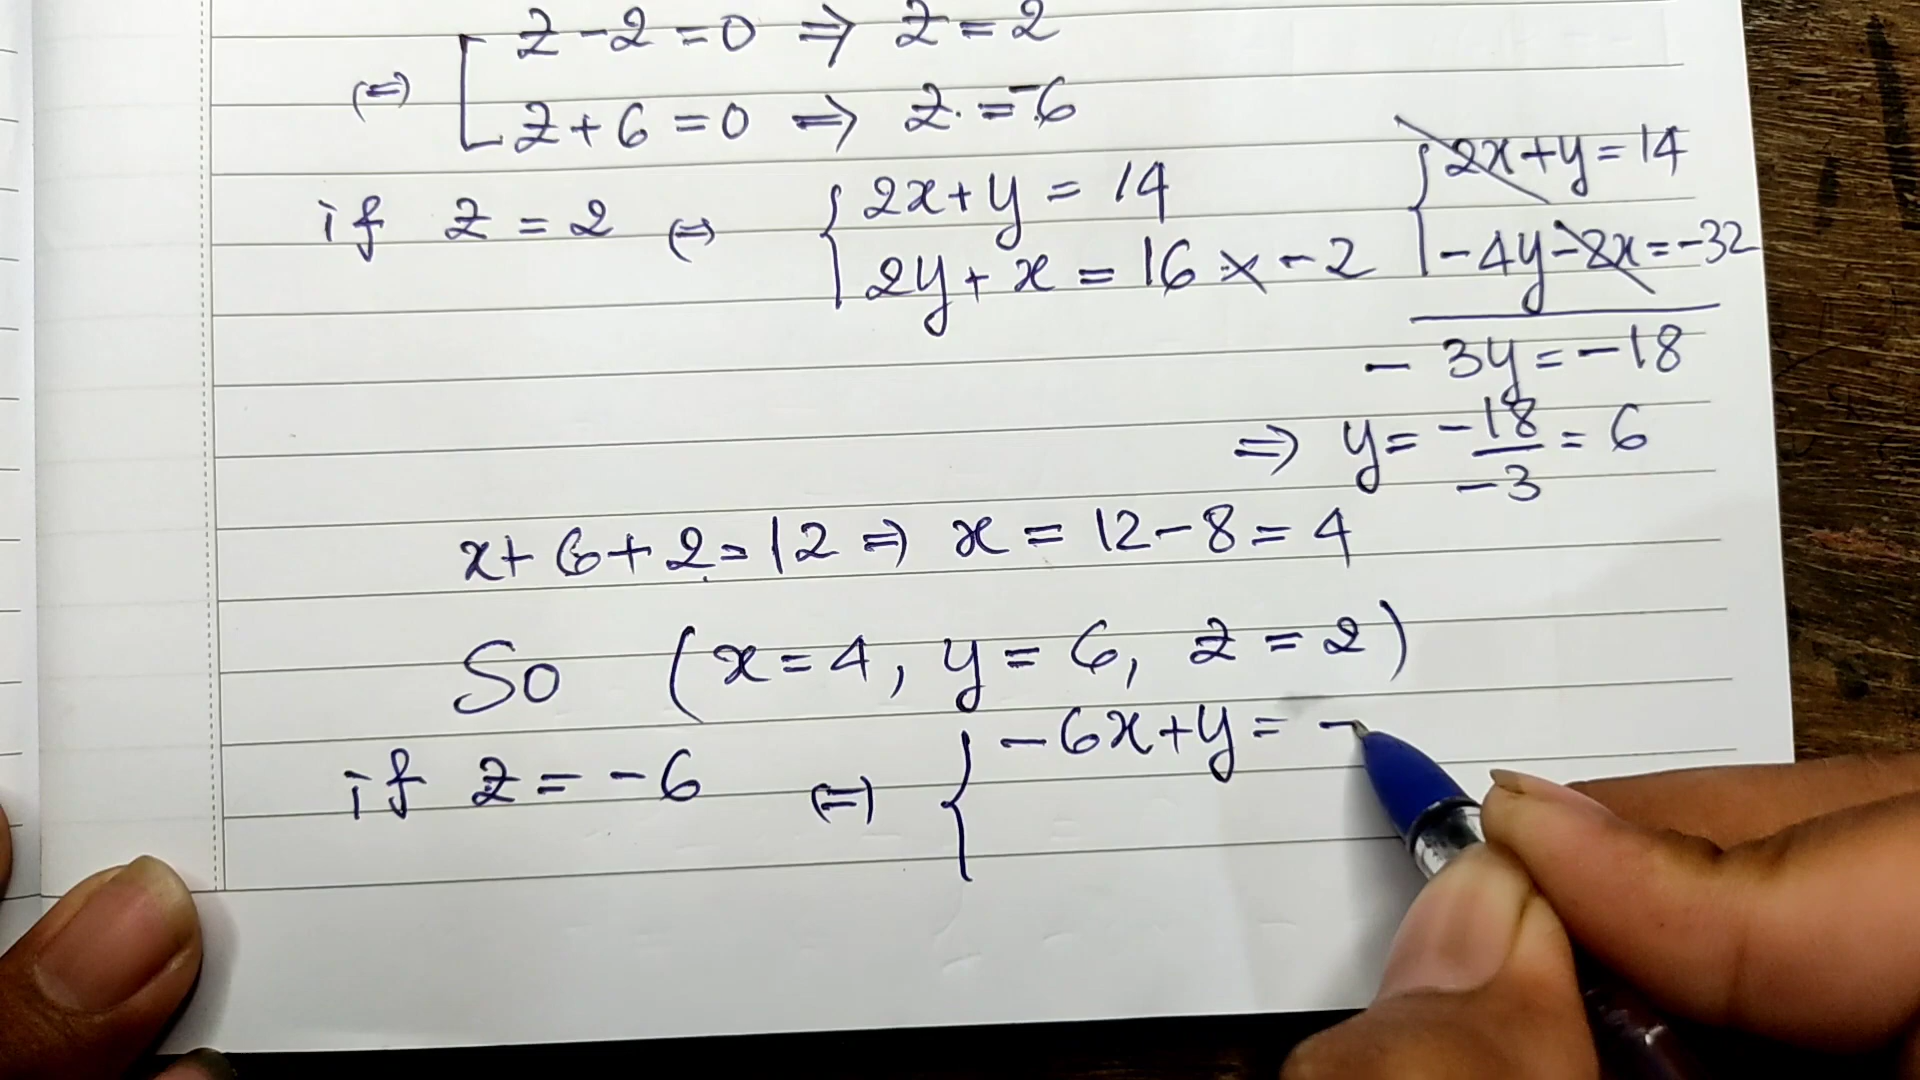 z - 2 = 0 ⇒ z = 2
⇔ [ z + 6 = 0 ⇒ z = -6
if z = 2 ⇔ { 2x + y = 14
2y + x = 16 × -2
{ 2x + y = 14
-4y - 2x = -32
- 3y = -18
⇒ y = -18/-3 = 6
x + 6 + 2 = 12 ⇒ x = 12 - 8 = 4
So (x = 4, y = 6, z = 2)
if z = -6 ⇔ { -6x + y = -